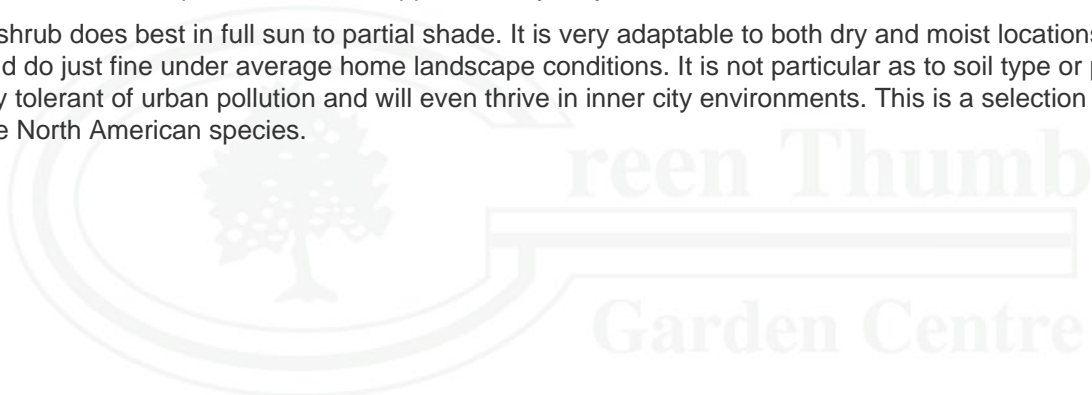 shrub does best in full sun to partial shade. It is very adaptable to both dry and moist locations
d do just fine under average home landscape conditions. It is not particular as to soil type or
y tolerant of urban pollution and will even thrive in inner city environments. This is a selection
e North American species.
reen Thumb
Garden Centre